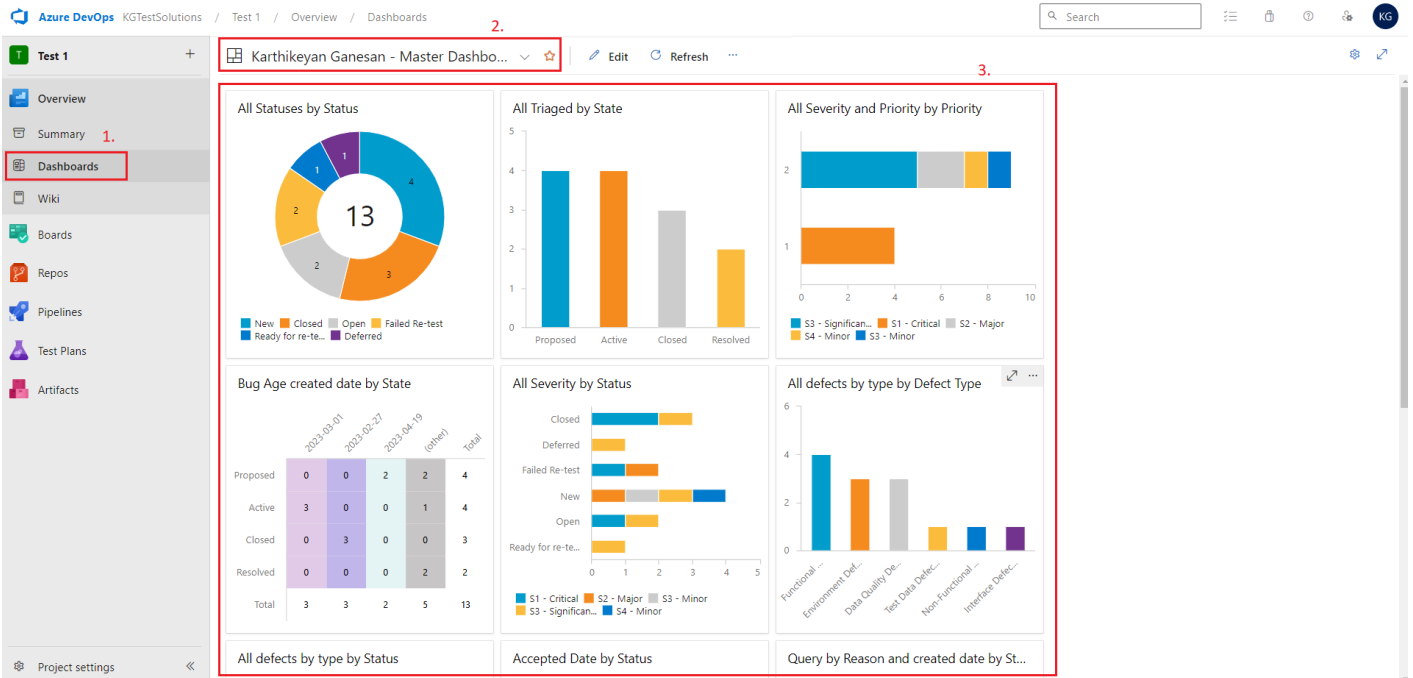 Azure DevOps KGTestSolutions / Test 1 / Overview / Dashboards
Search
KG
T Test 1 +
Overview
Summary
1.
Dashboards
Wiki
Boards
Repos
Pipelines
Test Plans
Artifacts
Project settings
2.
Karthikeyan Ganesan - Master Dashbo...
Edit Refresh ...
3.
All Statuses by Status
4
3
2
2
1
1
13
New Closed Open Failed Re-test
Ready for re-te... Deferred
All Triaged by State
5
4
3
2
1
0
Proposed Active Closed Resolved
All Severity and Priority by Priority
2
1
0 2 4 6 8 10
S3 - Significan... S1 - Critical S2 - Major
S4 - Minor S3 - Minor
Bug Age created date by State
2023-03-01 2023-02-27 2023-04-19 (other) Total
Proposed 0 0 2 2 4
Active 3 0 0 1 4
Closed 0 3 0 0 3
Resolved 0 0 0 2 2
Total 3 3 2 5 13
All Severity by Status
Closed
Deferred
Failed Re-test
New
Open
Ready for re-te...
0 1 2 3 4 5
S1 - Critical S2 - Major S3 - Minor
S3 - Significan... S4 - Minor
All defects by type by Defect Type
...
6
4
2
0
Functional ... Environment Def... Data Quality De... Test Data Defec... Non-Functional ... Interface Defec...
All defects by type by Status
Accepted Date by Status
Query by Reason and created date by St...